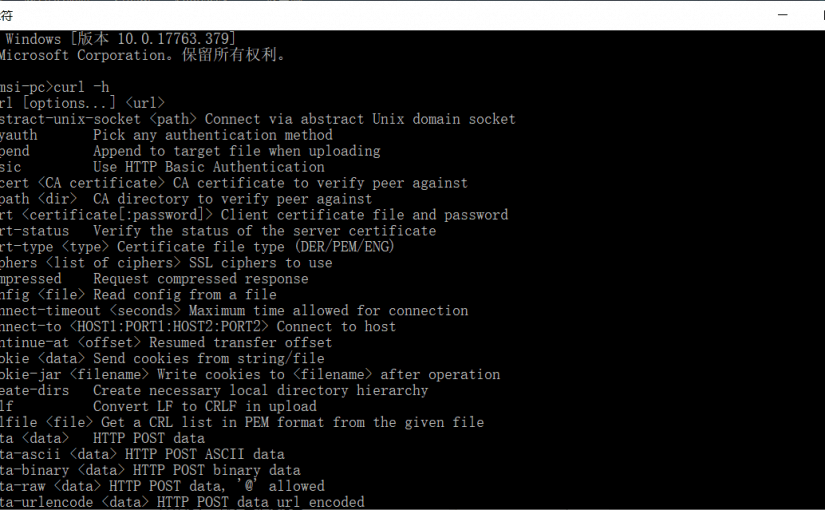 符
Windows [版本 10.0.17763.379]
Microsoft Corporation。保留所有权利。
msi-pc>curl -h
rl [options...] <url>
stract-unix-socket <path> Connect via abstract Unix domain socket
yauth Pick any authentication method
pend Append to target file when uploading
sic Use HTTP Basic Authentication
cert <CA certificate> CA certificate to verify peer against
path <dir> CA directory to verify peer against
rt <certificate[:password]> Client certificate file and password
rt-status Verify the status of the server certificate
rt-type <type> Certificate file type (DER/PEM/ENG)
phers <list of ciphers> SSL ciphers to use
mpressed Request compressed response
nfig <file> Read config from a file
nnect-timeout <seconds> Maximum time allowed for connection
nnect-to <HOST1:PORT1:HOST2:PORT2> Connect to host
ntinue-at <offset> Resumed transfer offset
okie <data> Send cookies from string/file
okie-jar <filename> Write cookies to <filename> after operation
eate-dirs Create necessary local directory hierarchy
lf Convert LF to CRLF in upload
lfile <file> Get a CRL list in PEM format from the given file
ta <data> HTTP POST data
ta-ascii <data> HTTP POST ASCII data
ta-binary <data> HTTP POST binary data
ta-raw <data> HTTP POST data, '@' allowed
ta-urlencode <data> HTTP POST data url encoded